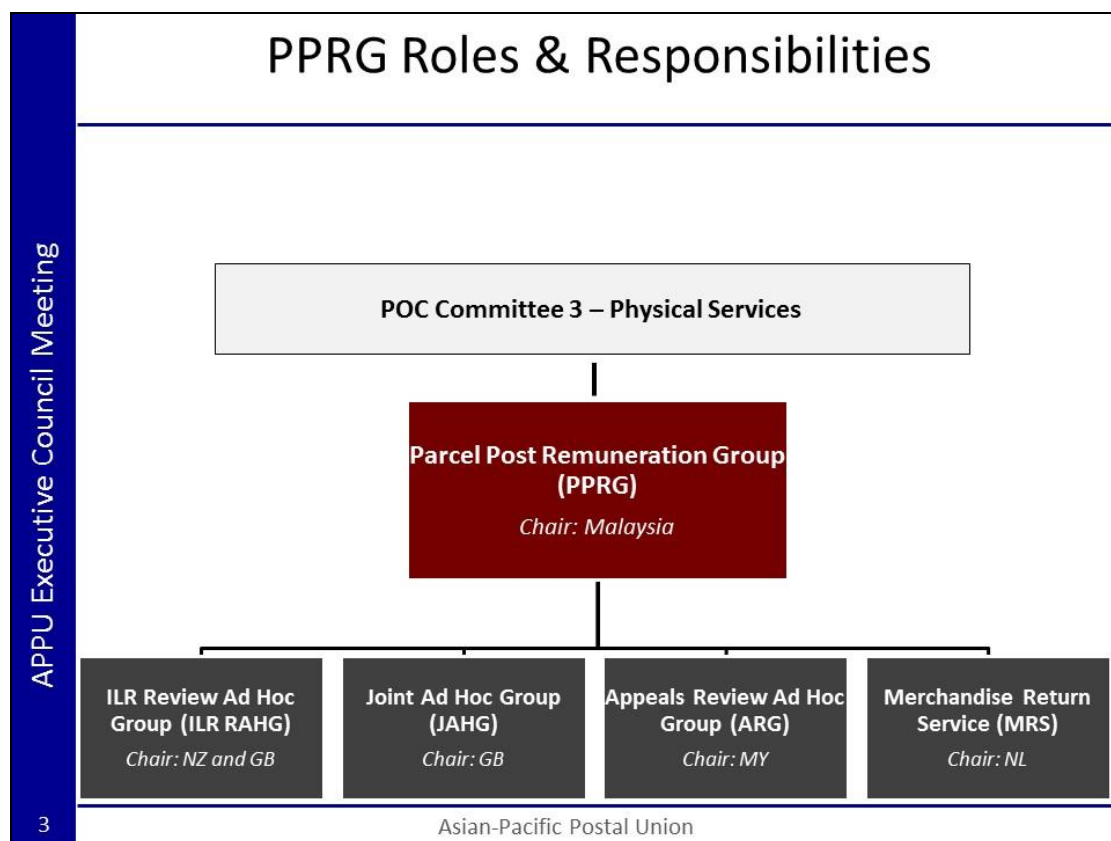 PPRG Roles & Responsibilities
APPU Executive Council Meeting
POC Committee 3 – Physical Services
Parcel Post Remuneration Group
(PPRG)
Chair: Malaysia
ILR Review Ad Hoc
Group (ILR RAHG)
Chair: NZ and GB
Joint Ad Hoc Group
(JAHG)
Chair: GB
Appeals Review Ad Hoc
Group (ARG)
Chair: MY
Merchandise Return
Service (MRS)
Chair: NL
3
Asian-Pacific Postal Union